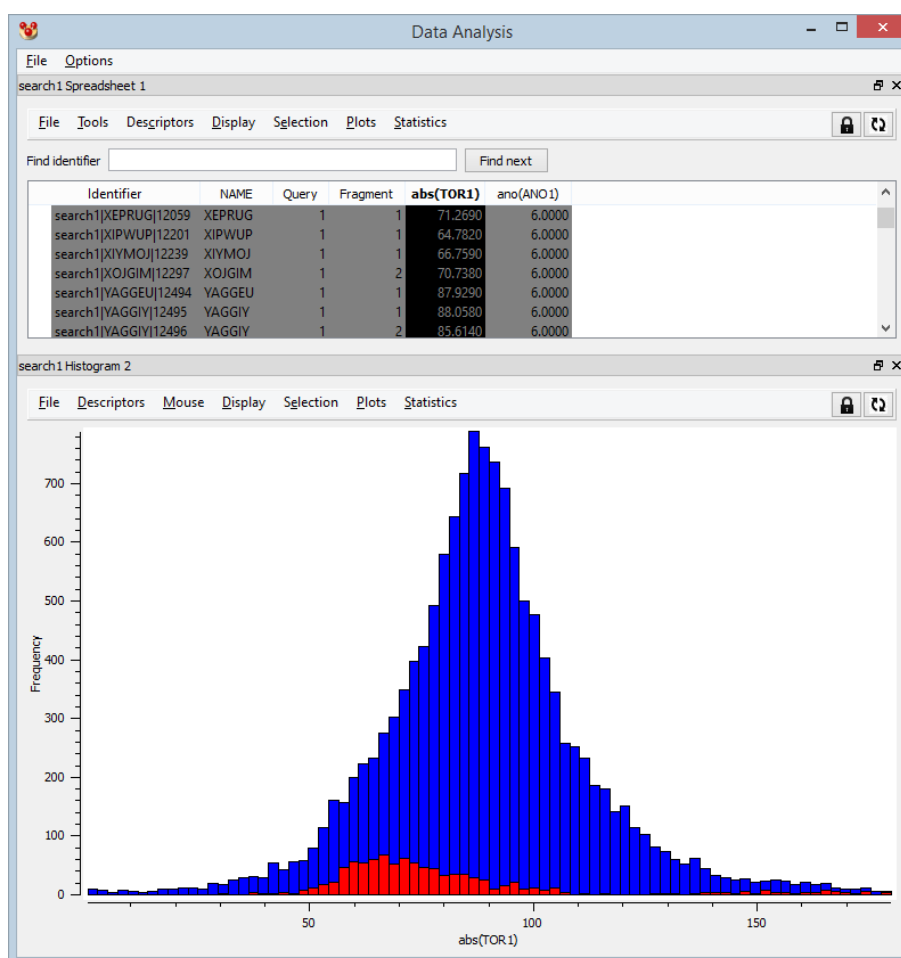 Data Analysis
File Options
search1 Spreadsheet 1
File Tools Descriptors Display Selection Plots Statistics
Find identifier Find next
Identifier NAME Query Fragment abs(TOR1) ano(ANO1)
search1|XEPRUG|12059 XEPRUG 1 1 71.2690 6.0000
search1|XIPWUP|12201 XIPWUP 1 1 64.7820 6.0000
search1|XIYMOJ|12239 XIYMOJ 1 1 66.7590 6.0000
search1|XOJGIM|12297 XOJGIM 1 2 70.7380 6.0000
search1|YAGGEU|12494 YAGGEU 1 1 87.9290 6.0000
search1|YAGGIY|12495 YAGGIY 1 1 88.0580 6.0000
search1|YAGGIY|12496 YAGGIY 1 2 85.6140 6.0000
search1 Histogram 2
File Descriptors Mouse Display Selection Plots Statistics
700
600
500
Frequency
400
300
200
100
0
50 100 150
abs(TOR1)